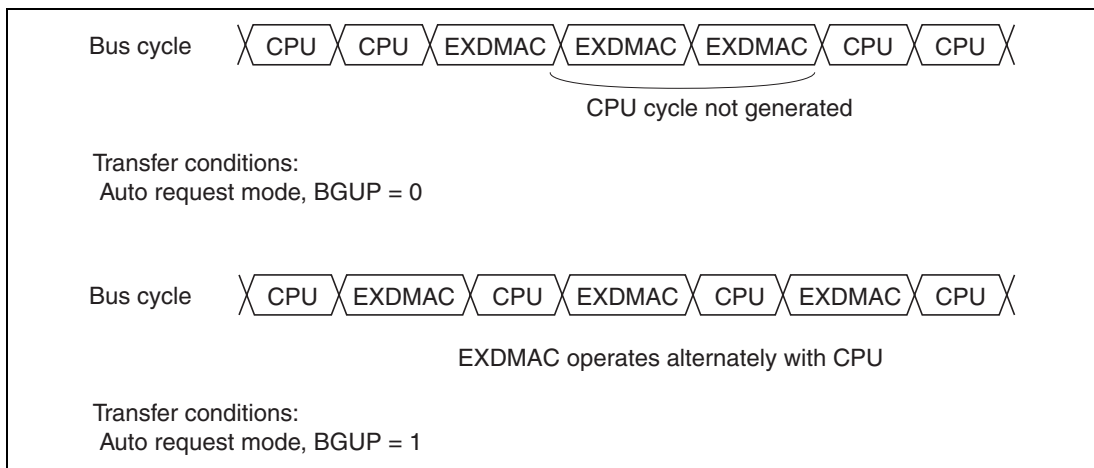 Bus cycle CPU CPU EXDMAC EXDMAC EXDMAC CPU CPU
CPU cycle not generated
Transfer conditions:
Auto request mode, BGUP = 0
Bus cycle CPU EXDMAC CPU EXDMAC CPU EXDMAC CPU
EXDMAC operates alternately with CPU
Transfer conditions:
Auto request mode, BGUP = 1